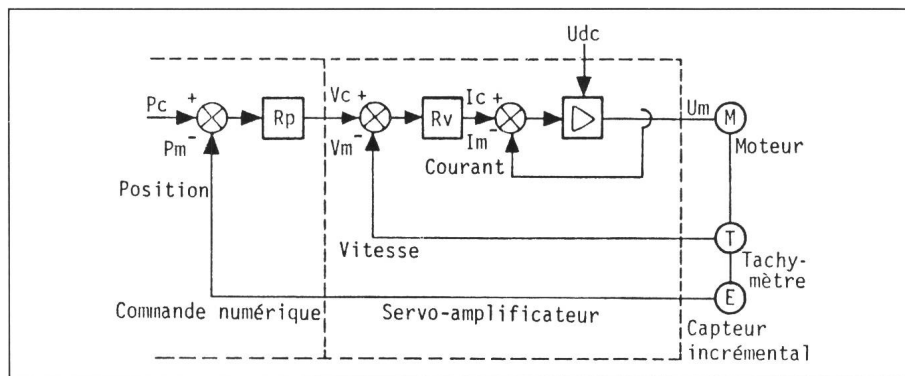 Udc
Pc
+
Pm
-
Rp
Vc
+
Vm
-
Rv
Ic
+
Im
-
Um
M
Moteur
Courant
Position
Vitesse
T
Tachy-
mètre
E
Commande numérique
Servo-amplificateur
Capteur
incrémental